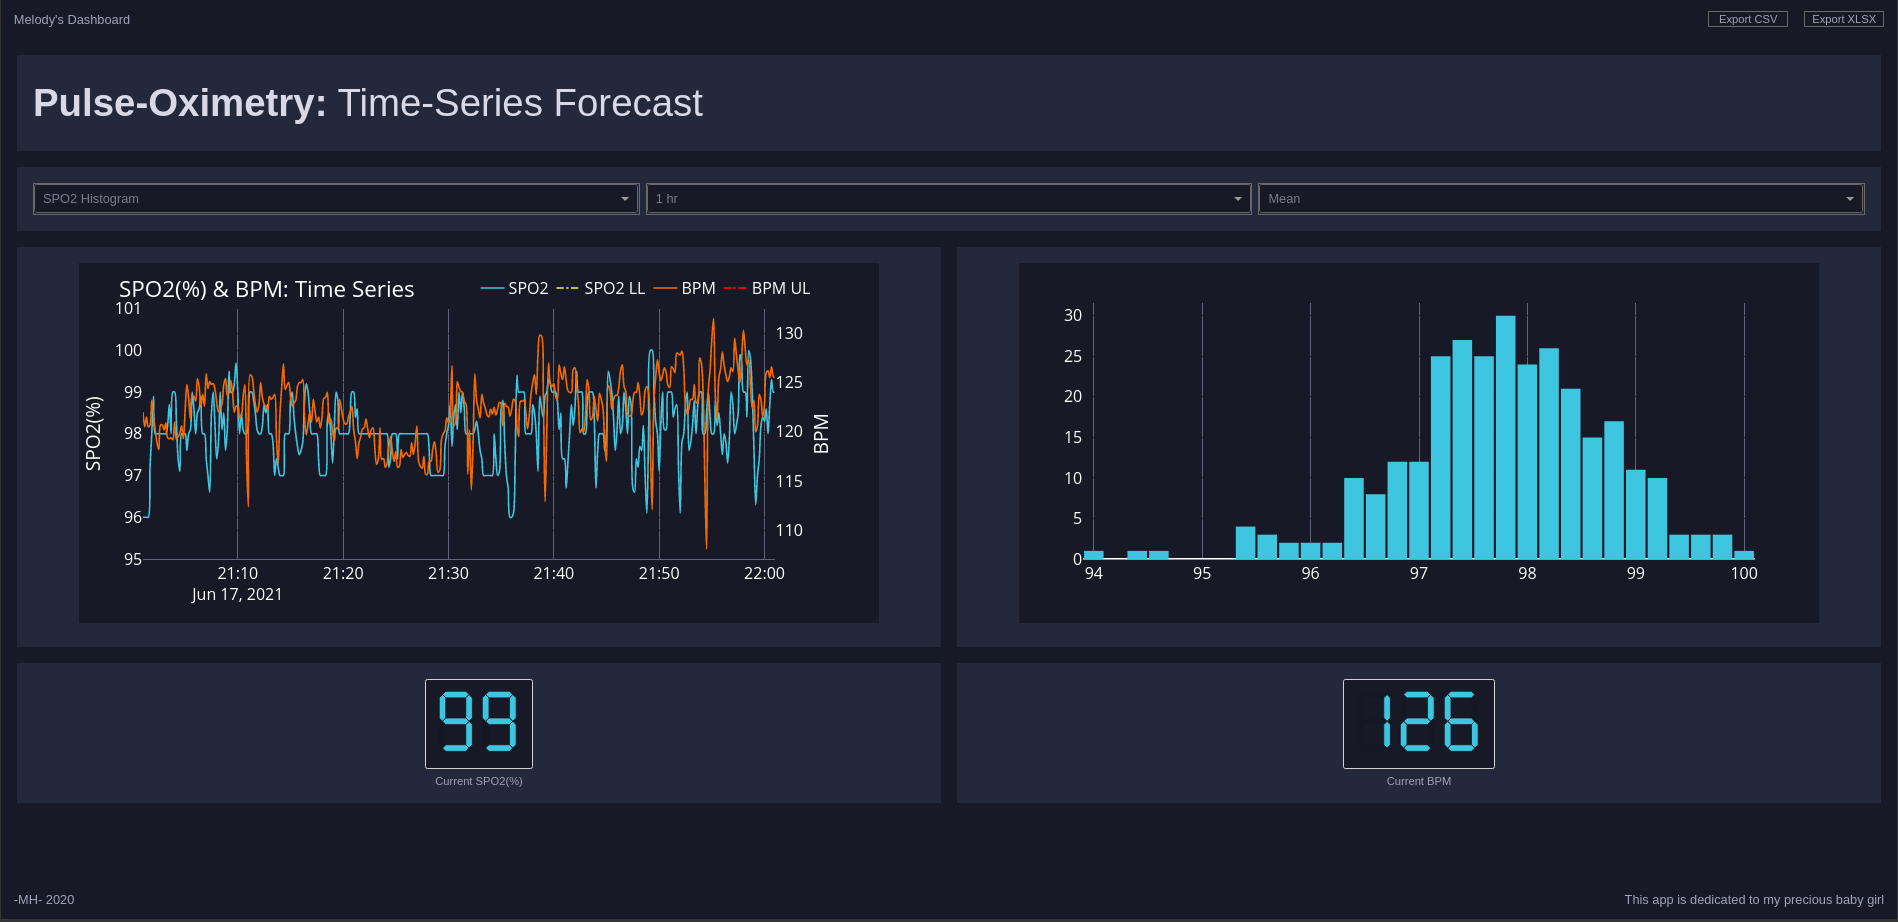 Melody's Dashboard
Export CSV
Export XLSX
Pulse-Oximetry: Time-Series Forecast
SPO2 Histogram
1 hr
Mean
SPO2(%) & BPM: Time Series
SPO2
SPO2 LL
BPM
BPM UL
101
100
99
98
97
96
95
SPO2(%)
130
125
120
115
110
BPM
21:10
21:20
21:30
21:40
21:50
22:00
Jun 17, 2021
30
25
20
15
10
5
0
94
95
96
97
98
99
100
99
Current SPO2(%)
126
Current BPM
-MH- 2020
This app is dedicated to my precious baby girl